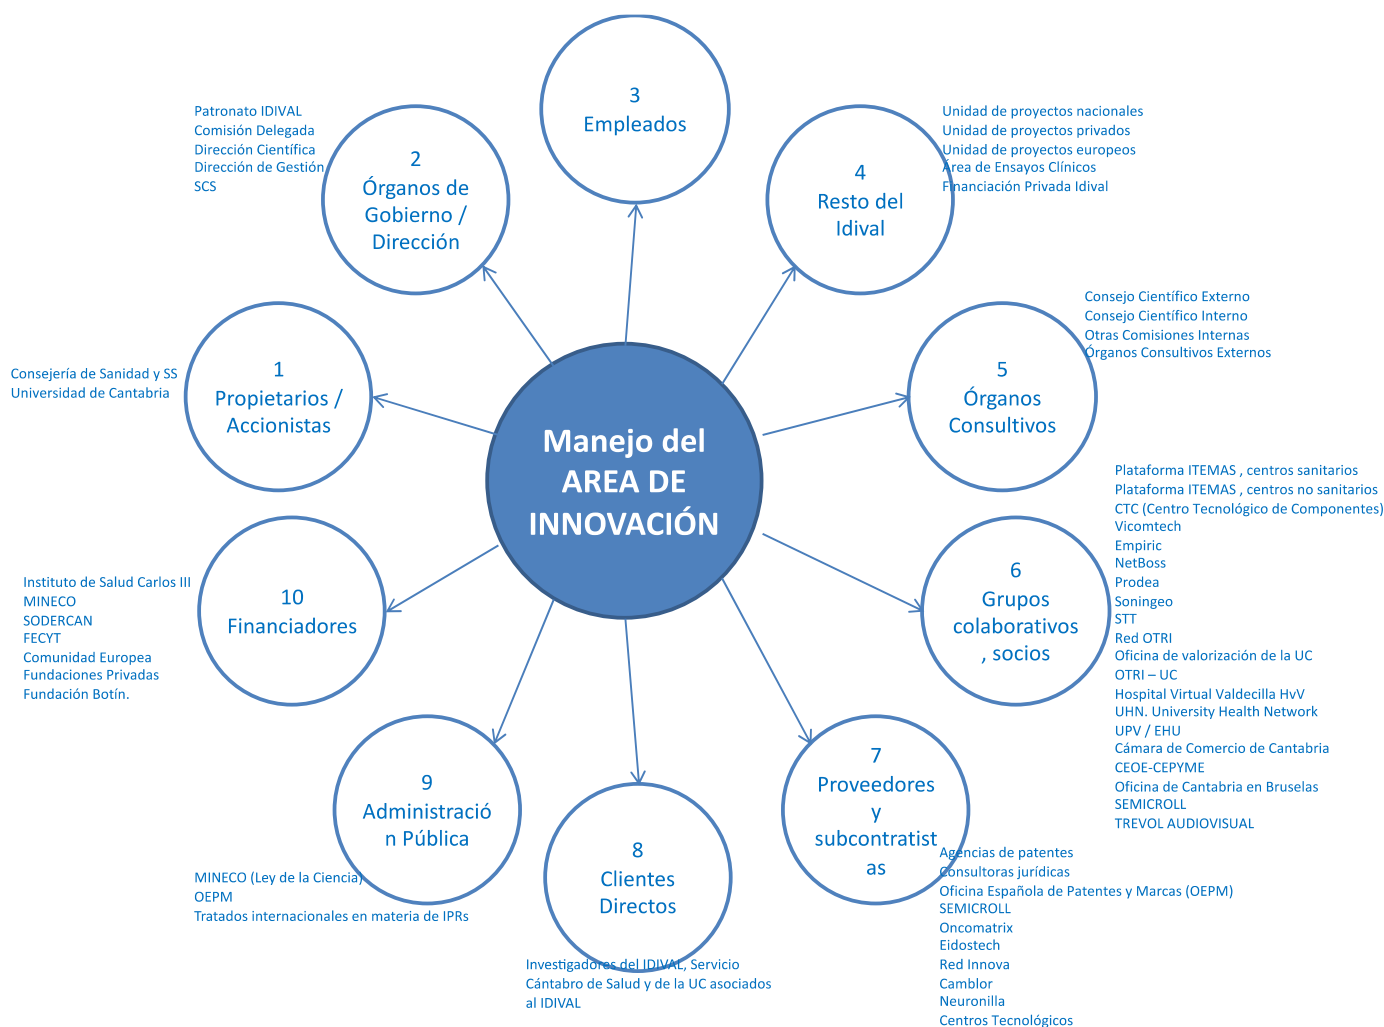 Manejo del
AREA DE
INNOVACIÓN
1
Propietarios /
Accionistas
Consejería de Sanidad y SS
Universidad de Cantabria
2
Órganos de
Gobierno /
Dirección
Patronato IDIVAL
Comisión Delegada
Dirección Científica
Dirección de Gestión
SCS
3
Empleados
4
Resto del
Idival
Unidad de proyectos nacionales
Unidad de proyectos privados
Unidad de proyectos europeos
Área de Ensayos Clínicos
Financiación Privada Idival
5
Órganos
Consultivos
Consejo Científico Externo
Consejo Científico Interno
Otras Comisiones Internas
Órganos Consultivos Externos
6
Grupos
colaborativos
, socios
Plataforma ITEMAS , centros sanitarios
Plataforma ITEMAS , centros no sanitarios
CTC (Centro Tecnológico de Componentes)
Vicomtech
Empiric
NetBoss
Prodea
Soningeo
STT
Red OTRI
Oficina de valorización de la UC
OTRI – UC
Hospital Virtual Valdecilla HvV
UHN. University Health Network
UPV / EHU
Cámara de Comercio de Cantabria
CEOE-CEPYME
Oficina de Cantabria en Bruselas
SEMICROLL
TREVOL AUDIOVISUAL
7
Proveedores
y
subcontratist
as
Agencias de patentes
Consultoras jurídicas
Oficina Española de Patentes y Marcas (OEPM)
SEMICROLL
Oncomatrix
Eidostech
Red Innova
Camblor
Neuronilla
Centros Tecnológicos
8
Clientes
Directos
Investigadores del IDIVAL, Servicio
Cántabro de Salud y de la UC asociados
al IDIVAL
9
Administració
n Pública
MINECO (Ley de la Ciencia)
OEPM
Tratados internacionales en materia de IPRs
10
Financiadores
Instituto de Salud Carlos III
MINECO
SODERCAN
FECYT
Comunidad Europea
Fundaciones Privadas
Fundación Botín.